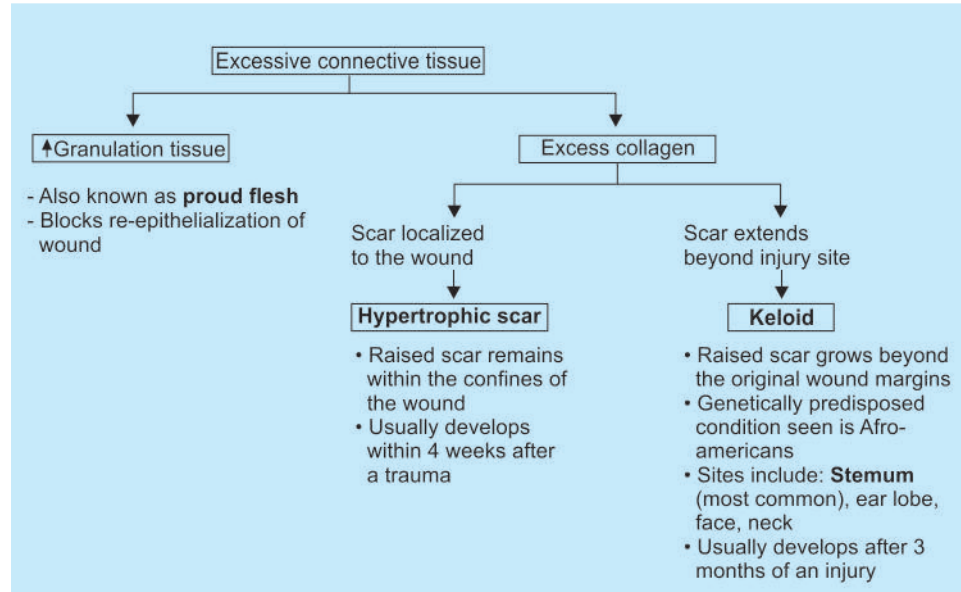 Excessive connective tissue
↑Granulation tissue
- Also known as proud flesh
- Blocks re-epithelialization of
wound
Excess collagen
Scar localized
to the wound
Hypertrophic scar
• Raised scar remains
within the confines of
the wound
• Usually develops
within 4 weeks after
a trauma
Scar extends
beyond injury site
Keloid
• Raised scar grows beyond
the original wound margins
• Genetically predisposed
condition seen is Afro-
americans
• Sites include: Stemum
(most common), ear lobe,
face, neck
• Usually develops after 3
months of an injury